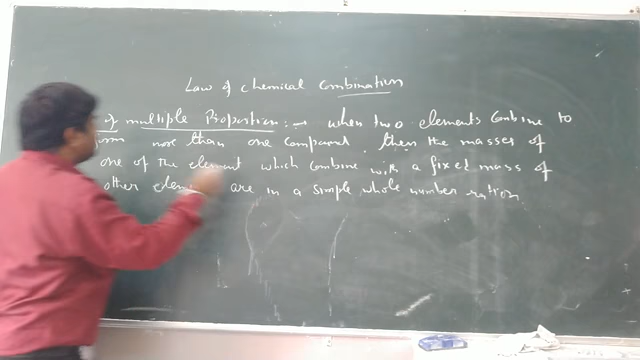 Law of chemical Combination
of multiple Proportion :→ when two elements combine to
more than one compound, then the masses of
one of the element which combine with a fixed mass of
other are in a simple whole number ration